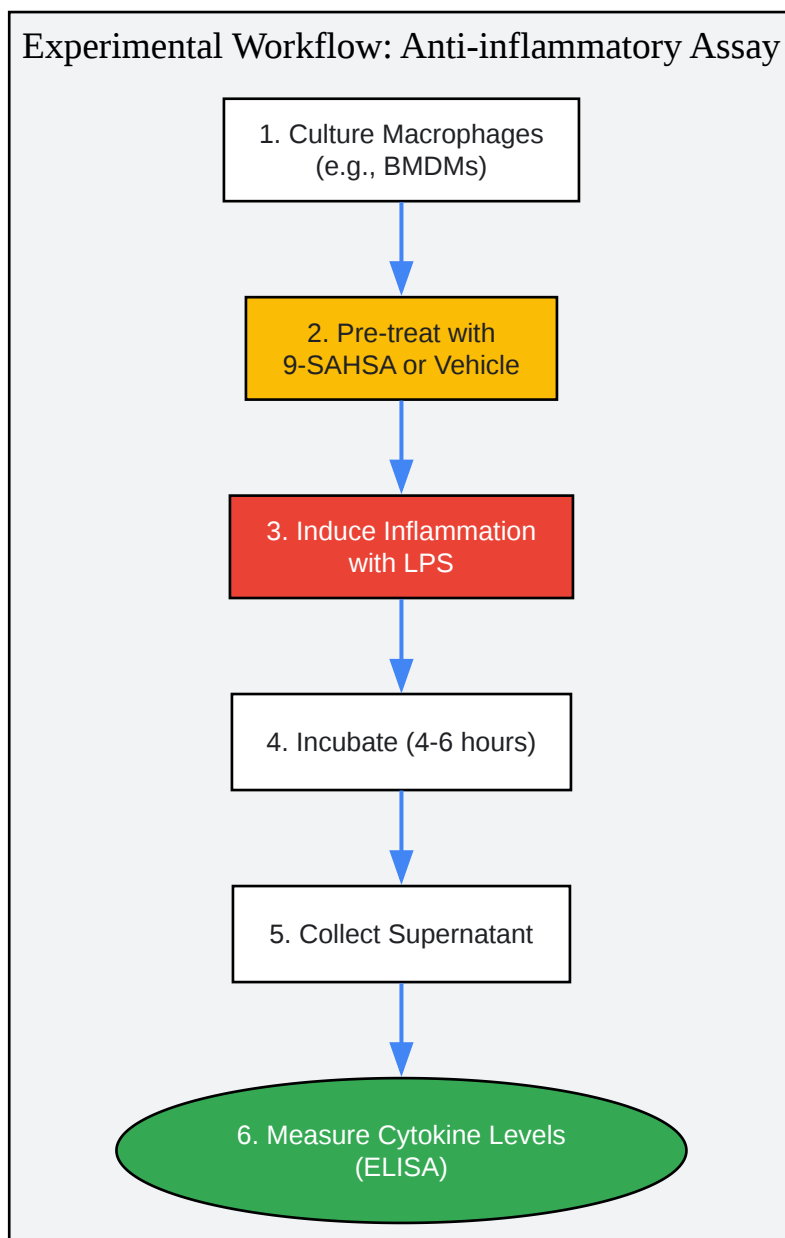 Experimental Workflow: Anti-inflammatory Assay
1. Culture Macrophages
(e.g., BMDMs)
2. Pre-treat with
9-SAHSA or Vehicle
3. Induce Inflammation
with LPS
4. Incubate (4-6 hours)
5. Collect Supernatant
6. Measure Cytokine Levels
(ELISA)